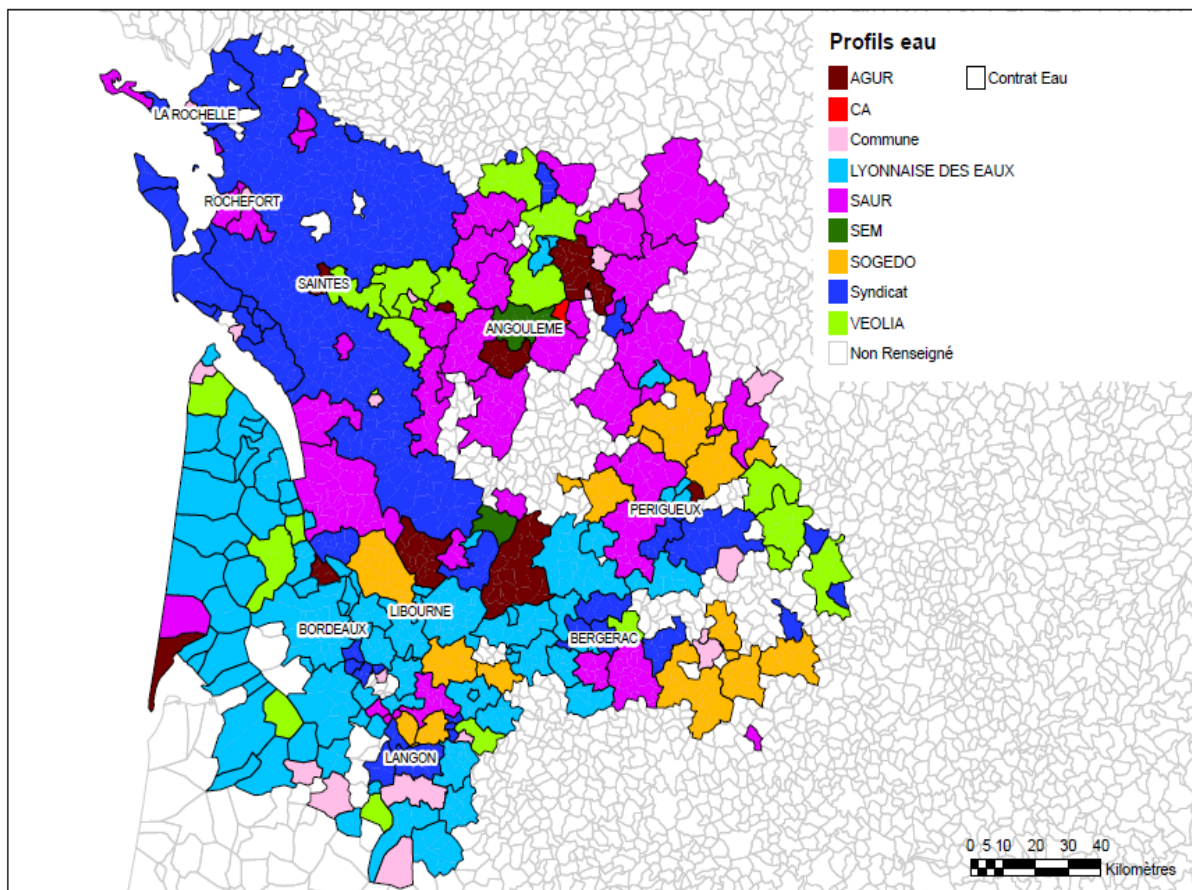 Profils eau
AGUR
Contrat Eau
CA
Commune
LYONNAISE DES EAUX
SAUR
SEM
SOGEDO
Syndicat
VEOLIA
Non Renseigné
LA ROCHELLE
ROCHEFORT
SAINTES
ANGOULEME
PERIGUEUX
LIBOURNE
BORDEAUX
BERGERAC
LANGON
0 5 10 20 30 40
Kilomètres